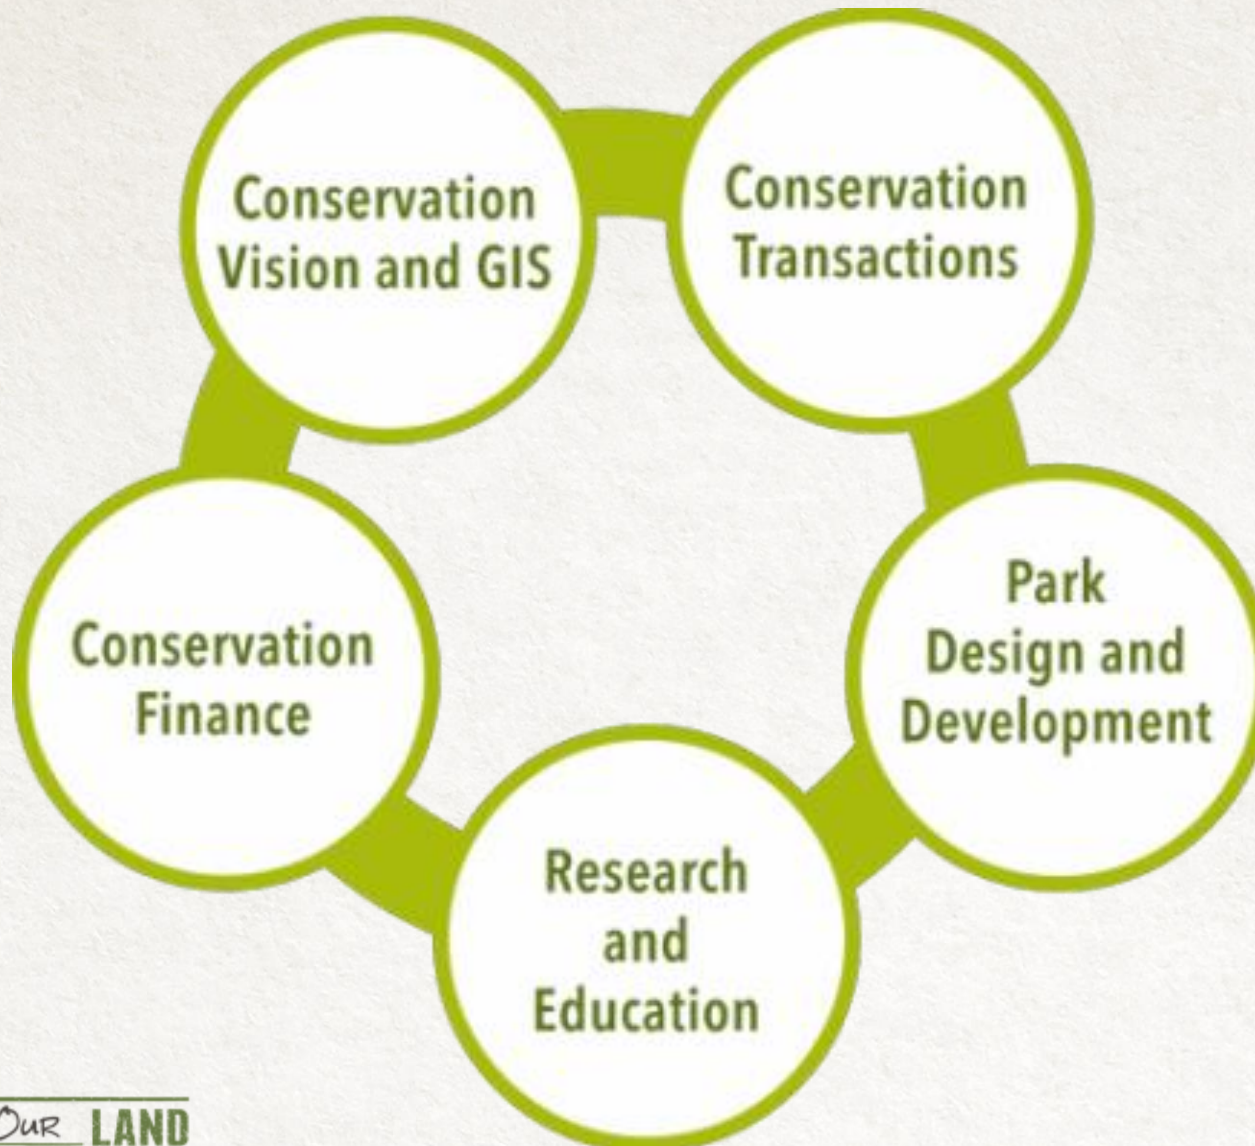 Conservation
Vision and GIS
Conservation
Transactions
Park
Design and
Development
Conservation
Finance
Research
and
Education
OUR LAND